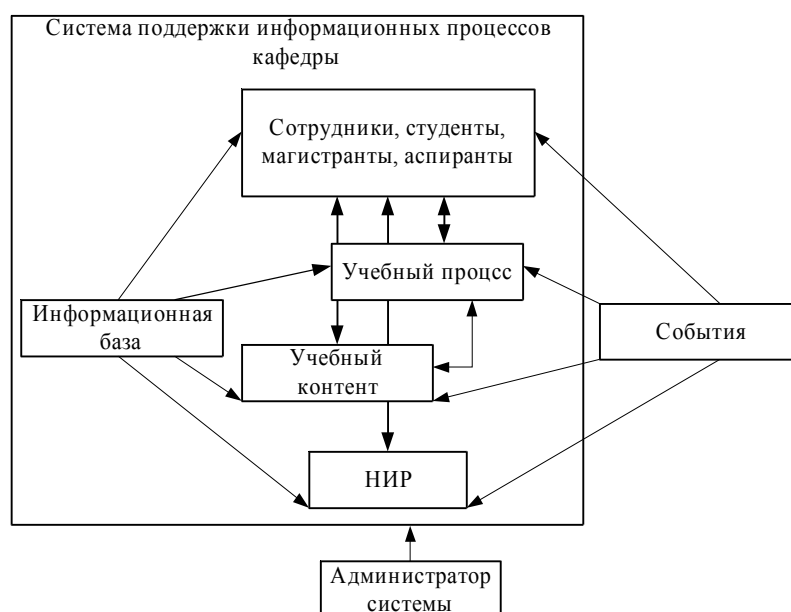 Система поддержки информационных процессов
кафедры
Сотрудники, студенты,
магистранты, аспиранты
Учебный процсс
Информационная
база
События
Учебный
контент
НИР
Администратор
системы